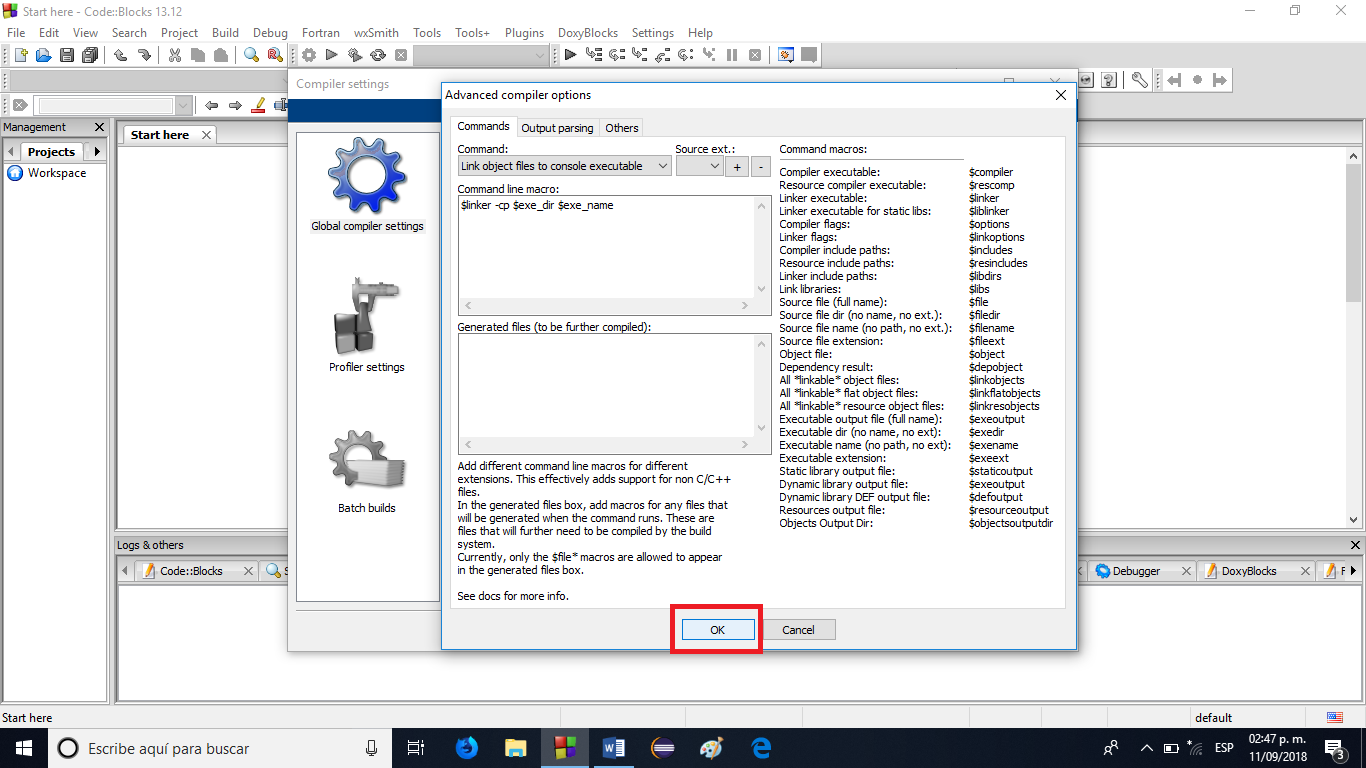 Start here - Code::Blocks 13.12
File Edit View Search Project Build Debug Fortran wxSmith Tools Tools+ Plugins DoxyBlocks Settings Help
Compiler settings
Advanced compiler options
Management
Projects
Workspace
Start here
Global compiler settings
Profiler settings
Batch builds
Commands Output parsing Others
Command: Source ext.:
Link object files to console executable + -
Command line macro:
$linker -cp $exe_dir $exe_name
Generated files (to be further compiled):
Add different command line macros for different
extensions. This effectively adds support for non C/C++
files.
In the generated files box, add macros for any files that
will be generated when the command runs. These are
files that will further need to be compiled by the build
system.
Currently, only the $file* macros are allowed to appear
in the generated files box.
See docs for more info.
Command macros:
Compiler executable: $compiler
Resource compiler executable: $rescomp
Linker executable: $linker
Linker executable for static libs: $liblinker
Compiler flags: $options
Linker flags: $linkoptions
Compiler include paths: $includes
Resource include paths: $resincludes
Linker include paths: $libdirs
Link libraries: $libs
Source file (full name): $file
Source file dir (no name, no ext.): $filedir
Source file name (no path, no ext.): $filename
Source file extension: $fileext
Object file: $object
Dependency result: $depobject
All *linkable* object files: $linkobjects
All *linkable* flat object files: $linkflatobjects
All *linkable* resource object files: $linkresobjects
Executable output file (full name): $exeoutput
Executable dir (no name, no ext): $exedir
Executable name (no path, no ext): $exename
Executable extension: $exeext
Static library output file: $staticoutput
Dynamic library output file: $exeoutput
Dynamic library DEF output file: $defoutput
Resources output file: $resourceoutput
Objects Output Dir: $objectsoutputdir
OK Cancel
Logs & others
Code::Blocks S Debugger DoxyBlocks F
Start here default
Escribe aquí para buscar
ESP
02:47 p. m.
11/09/2018
3